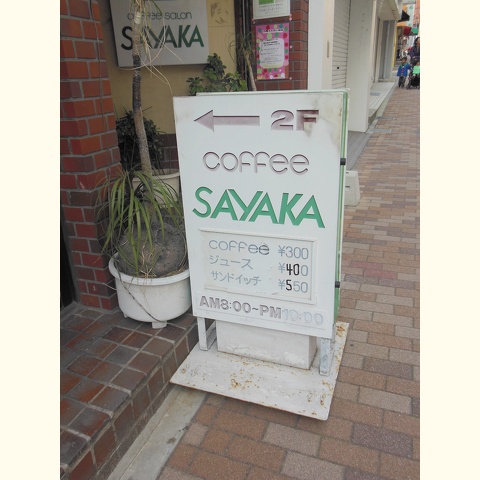 coffee salon
SAYAKA
← 2F
coffee
SAYAKA
coffee ¥300
ジュース ¥400
サンドイッチ ¥550
AM8:00~PM10:00